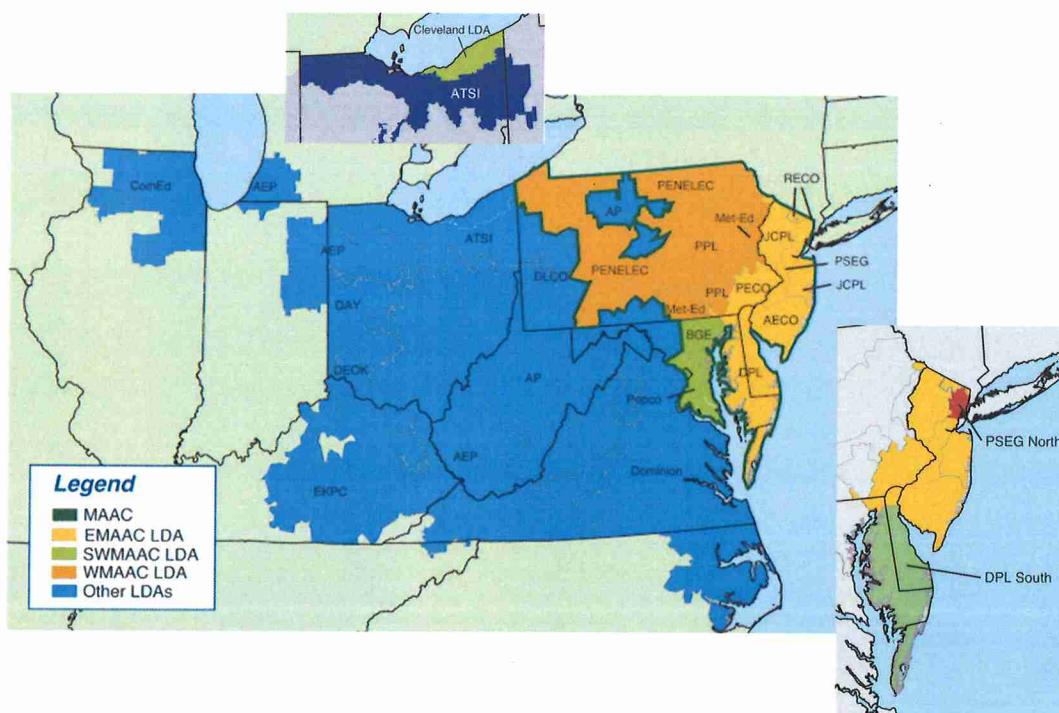 Cleveland LDA
ATSI
ComEd
AEP
PENELEC
RECO
AP
Met-Ed
JCPL
AEP
ATSI
PPL
PSEG
DLCO
PENELEC
PECO
JCPL
PPL
DAY
Met-Ed
AECO
BGE
DEOK
AP
DPL
Pepco
PSEG North
AEP
Dominion
EKPC
Legend
MAAC
EMAAC LDA
SWMAAC LDA
WMAAC LDA
Other LDAs
DPL South